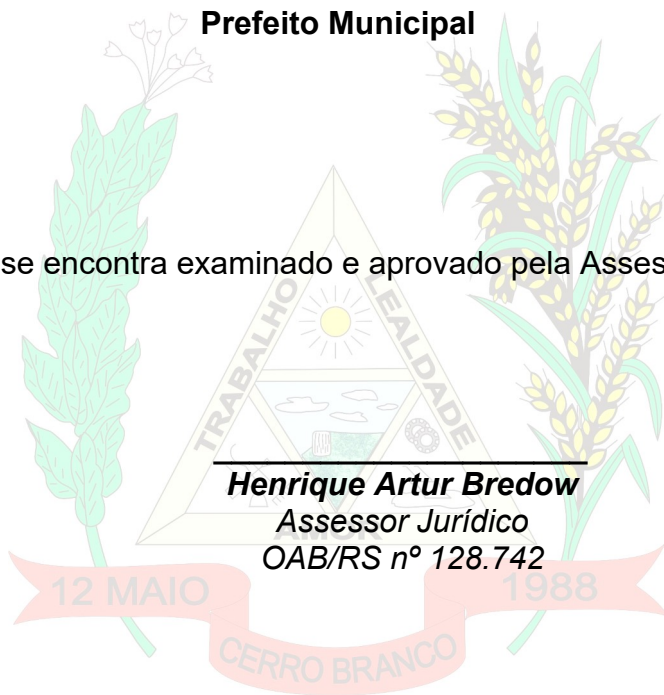 Prefeito Municipal
se encontra examinado e aprovado pela
TRABALHO
LEALDADE
Henrique Artur Bredow
Assessor Jurídico
AMOR
OAB/RS nº 128.742
12 MAIO
1988
CERRO BRANCO